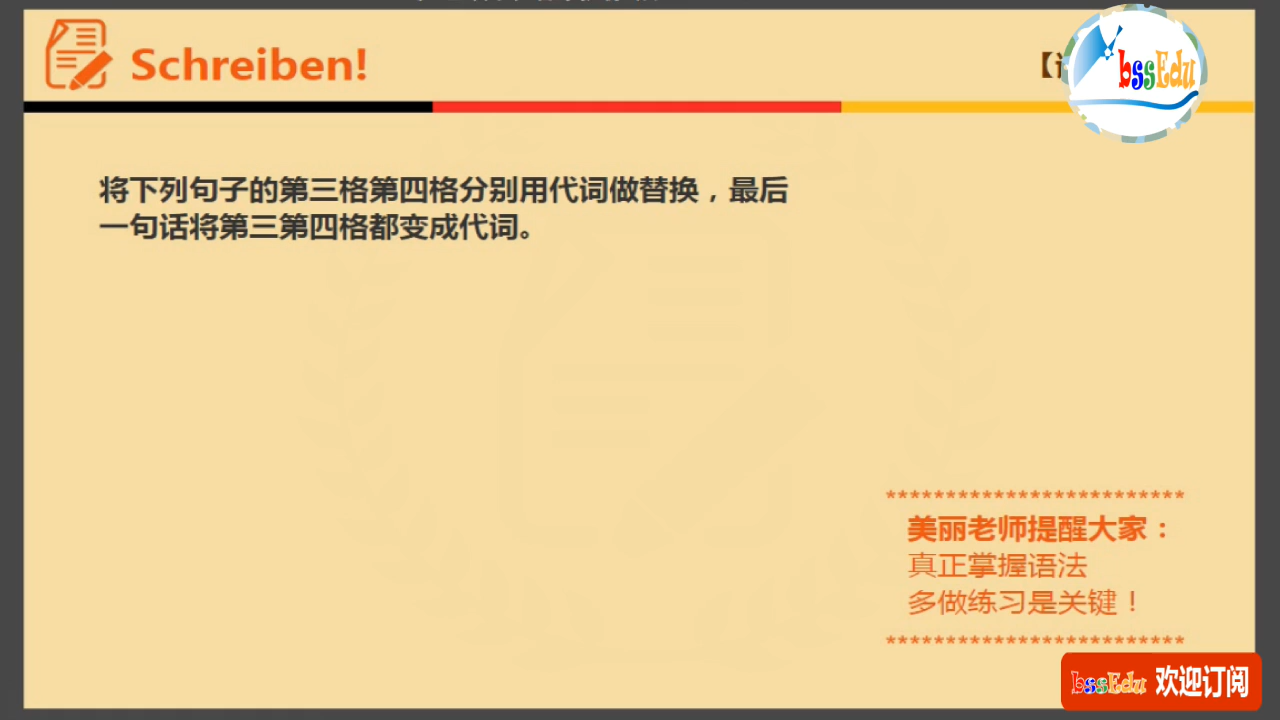 Schreiben!
bssEdu
将下列句子的第三格第四格分别用代词做替换，最后
一句话将第三第四格都变成代词。
************************
美丽老师提醒大家：
真正掌握语法
多做练习是关键！
************************
bssEdu 欢迎订阅